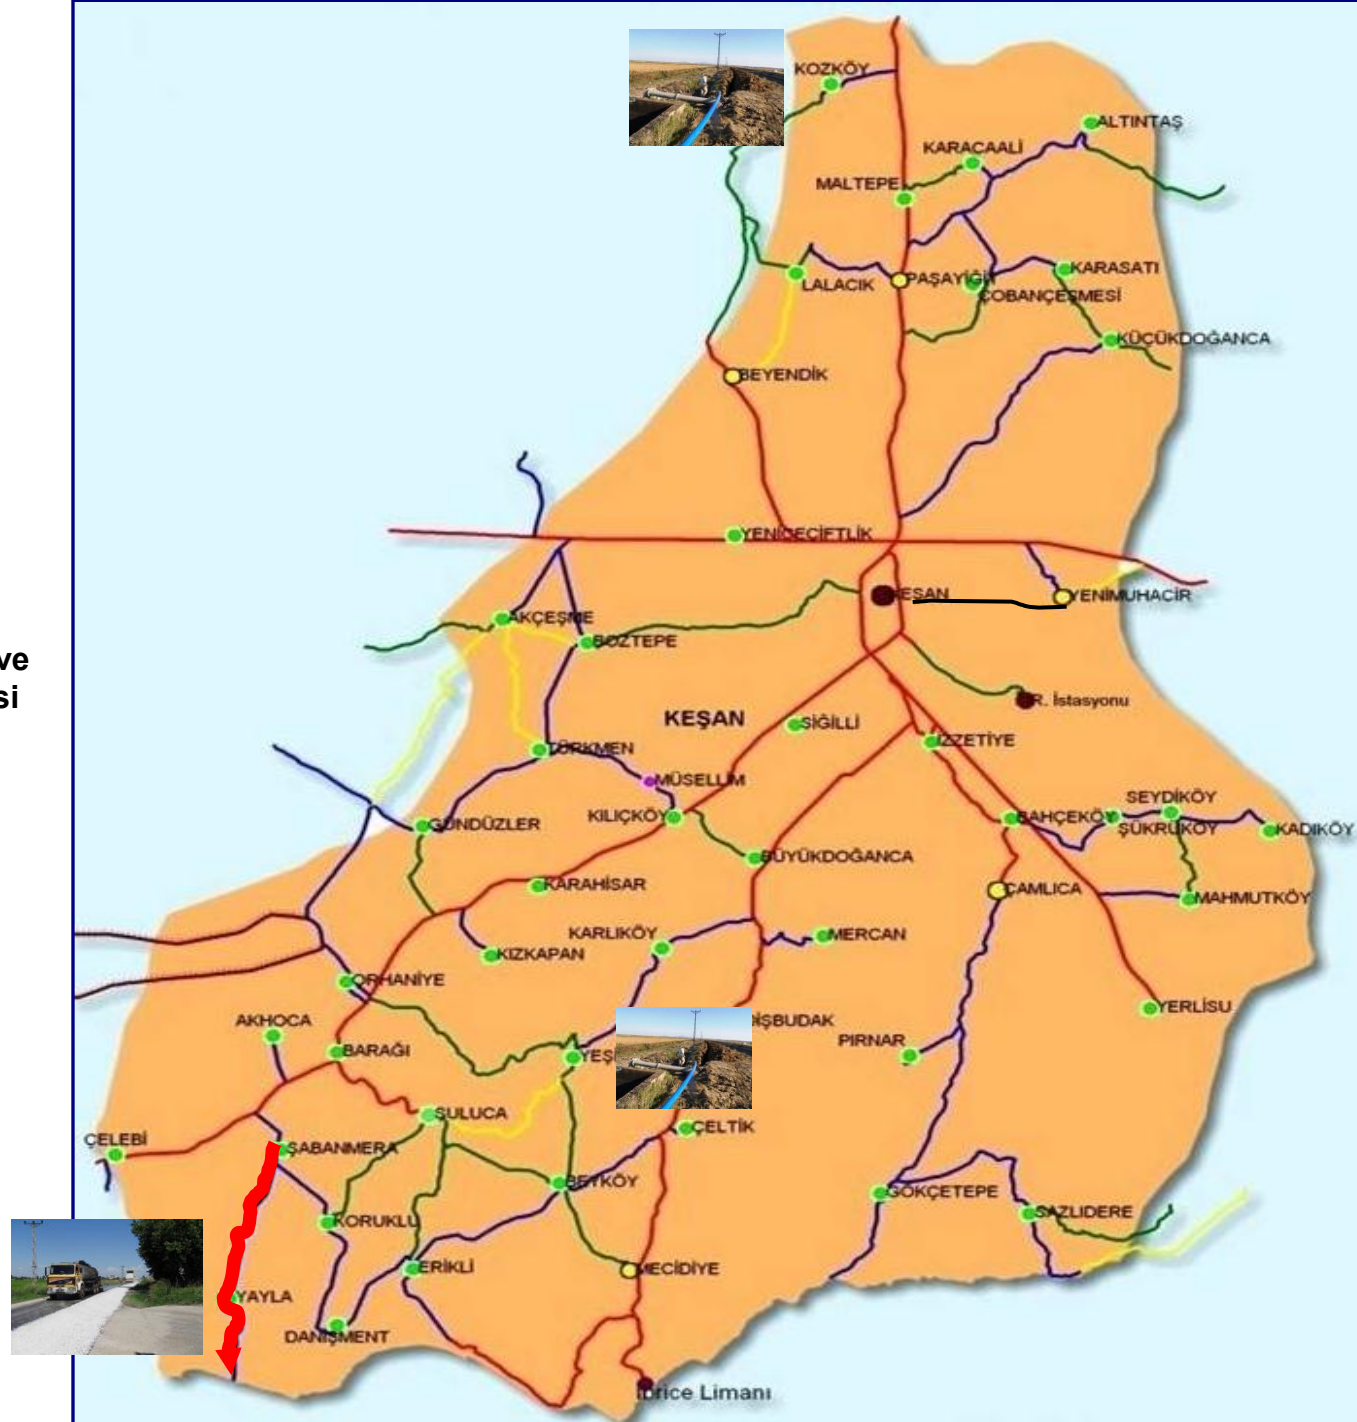 KOZKÖY
ALTINTAŞ
KARACAALİ
MALTEPE
KARASATI
PAŞAYİĞİT
LALACIK
ÇOBANÇEŞMESİ
KÜÇÜKDOĞANCA
BEYENDİK
YENİCEÇİFTLİK
KEŞAN
YENİMUHACİR
AKÇEŞME
BOZTEPE
ve
si
R. İstasyonu
KEŞAN
SİĞİLLİ
İZZETİYE
TÜRKMEN
MÜSELLİM
SEYDİKÖY
KILIÇKÖY
BAHÇEKÖY
ŞÜKRÜKÖY
KADIKÖY
GÜNDÜZLER
BÜYÜKDOĞANCA
KARAHİSAR
ÇAMLICA
MAHMUTKÖY
KARLIKÖY
MERCAN
KIZKAPAN
ORHANİYE
YERLİSU
AKHOCA
DİŞBUDAK
PIRNAR
BARAĞI
YEŞ
SULUCA
ÇELTİK
ÇELEBİ
ŞABANMERA
BEYKÖY
GÖKÇETEPE
SAZLIDERE
KORUKLU
ERİKLİ
MECİDİYE
YAYLA
DANIŞMENT
İbrice Limanı